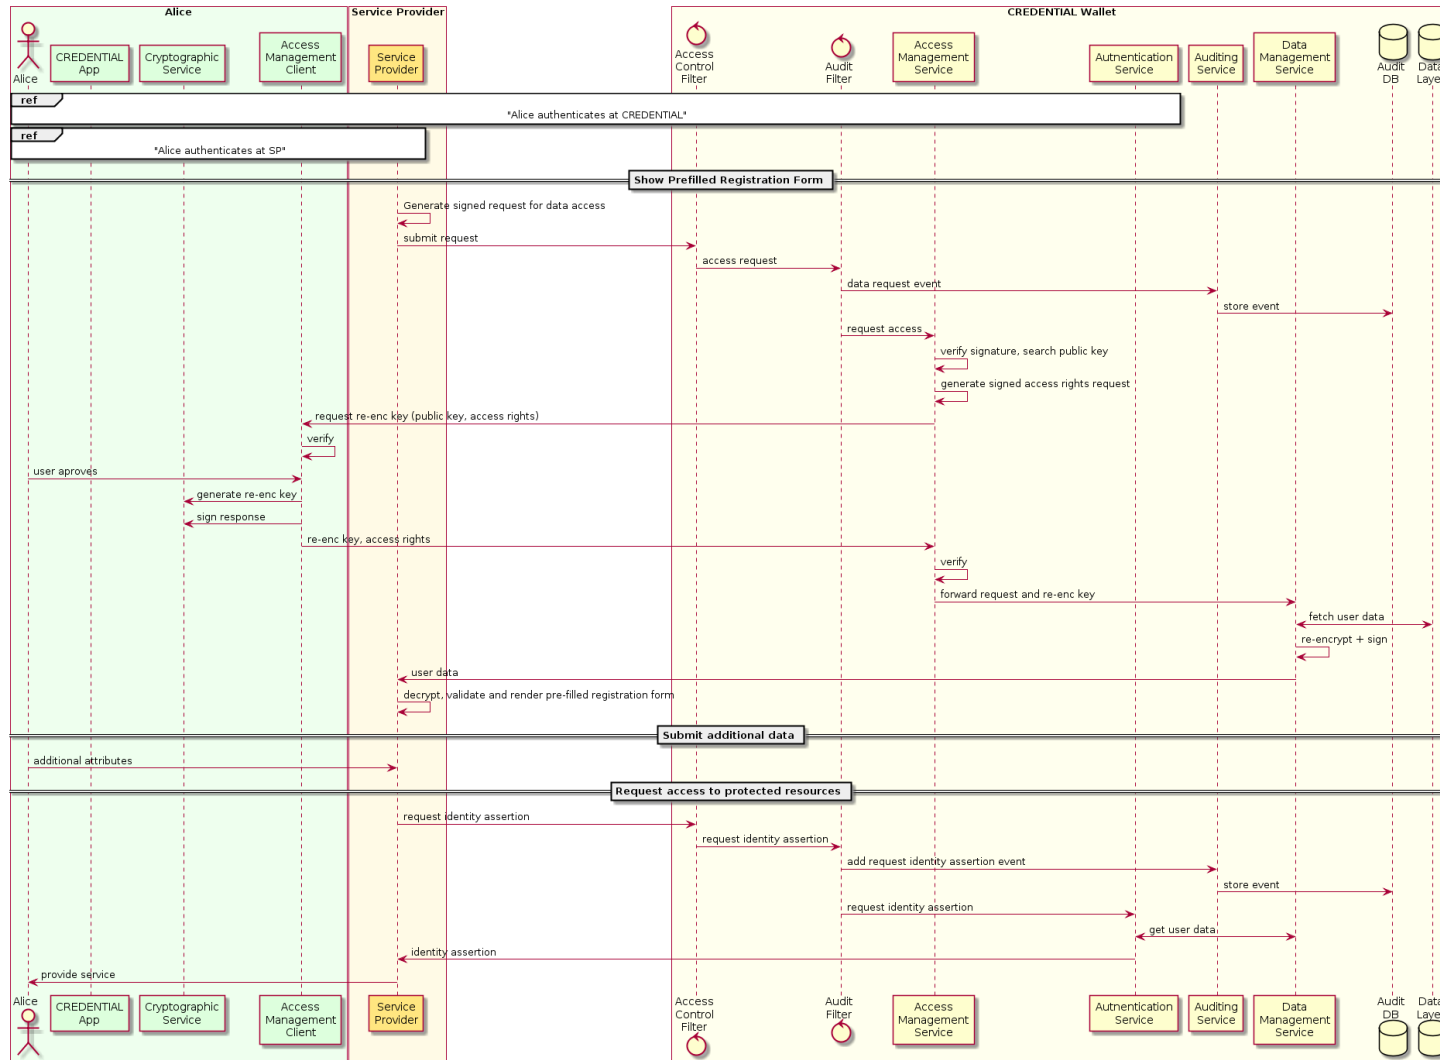 Alice
Service Provider
CREDENTIAL Wallet
Alice
CREDENTIAL
App
Cryptographic
Service
Access
Management
Client
Service
Provider
Access
Control
Filter
Audit
Filter
Access
Management
Service
Autnentication
Service
Auditing
Service
Data
Management
Service
Audit
DB
Data
Laye
ref
"Alice authenticates at CREDENTIAL"
ref
"Alice authenticates at SP"
Show Prefilled Registration Form
Generate signed request for data access
submit request
access request
data request event
store event
request access
verify signature, search public key
generate signed access rights request
request re-enc key (public key, access rights)
verify
user aproves
generate re-enc key
sign response
re-enc key, access rights
verify
forward request and re-enc key
fetch user data
re-encrypt + sign
user data
decrypt, validate and render pre-filled registration form
Submit additional data
additional attributes
Request access to protected resources
request identity assertion
request identity assertion
add request identity assertion event
store event
request identity assertion
get user data
identity assertion
provide service
Alice
CREDENTIAL
App
Cryptographic
Service
Access
Management
Client
Service
Provider
Access
Control
Filter
Audit
Filter
Access
Management
Service
Autnentication
Service
Auditing
Service
Data
Management
Service
Audit
DB
Data
Laye